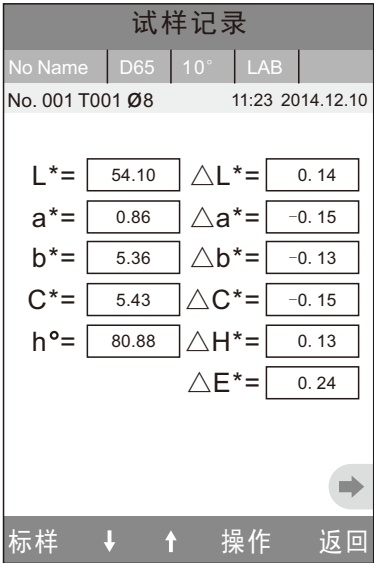 试样记录
No Name D65 10° LAB
No. 001 T001 Ø8 11:23 2014.12.10
L*= 54.10 △L*= 0.14
a*= 0.86 △a*= -0.15
b*= 5.36 △b*= -0.13
C*= 5.43 △C*= -0.15
h°= 80.88 △H*= 0.13
△E*= 0.24
标样 ↓ ↑ 操作 返回